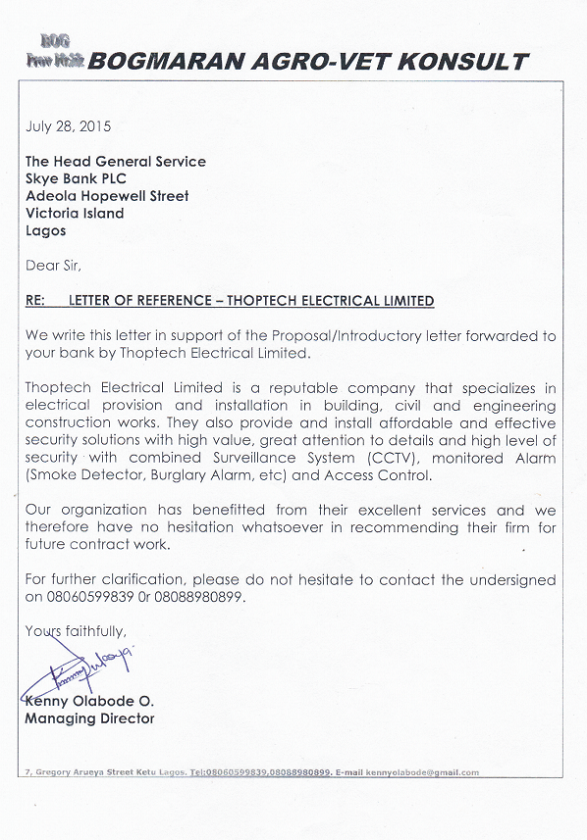 BOG
BOGMARAN AGRO-VET KONSULT
July 28, 2015
The Head General Service
Skye Bank PLC
Adeola Hopewell Street
Victoria Island
Lagos
Dear Sir,
RE: LETTER OF REFERENCE – THOPTECH ELECTRICAL LIMITED
We write this letter in support of the Proposal/Introductory letter forwarded to
your bank by Thoptech Electrical Limited.
Thoptech Electrical Limited is a reputable company that specializes in
electrical provision and installation in building, civil and engineering
construction works. They also provide and install affordable and effective
security solutions with high value, great attention to details and high level of
security with combined Surveillance System (CCTV), monitored Alarm
(Smoke Detector, Burglary Alarm, etc) and Access Control.
Our organization has benefitted from their excellent services and we
therefore have no hesitation whatsoever in recommending their firm for
future contract work.
For further clarification, please do not hesitate to contact the undersigned
on 08060599839 0r 08088980899.
Yours faithfully,
Kenny Olabode O.
Managing Director
7, Gregory Arueya Street Ketu Lagos. Tel:08060599839,08088980899. E-mail kennyolabode@gmail.com